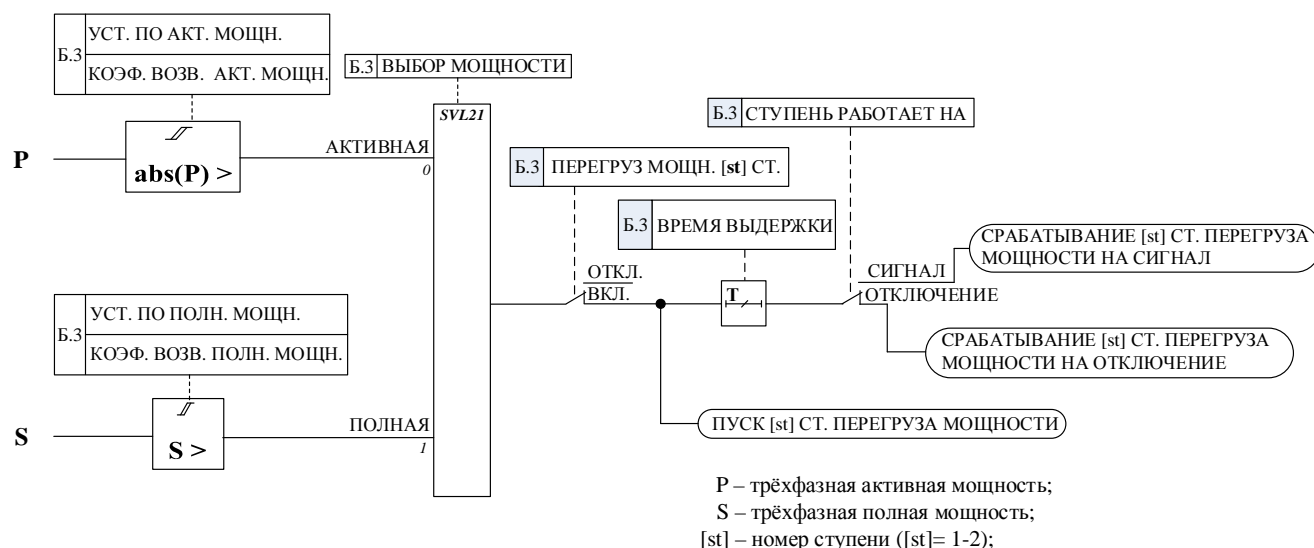 Б.3
УСТ. ПО АКТ. МОЩН.
КОЭФ. ВОЗВ. АКТ. МОЩН.
Б.3 ВЫБОР МОЩНОСТИ
SVL21
Б.3 СТУПЕНЬ РАБОТАЕТ НА
P
abs(P) >
АКТИВНАЯ
0
Б.3 ПЕРЕГРУЗ МОЩН. [st] СТ.
Б.3 ВРЕМЯ ВЫДЕРЖКИ
СРАБАТЫВАНИЕ [st] СТ. ПЕРЕГРУЗА
МОЩНОСТИ НА СИГНАЛ
ОТКЛ.
ВКЛ.
T
СИГНАЛ
ОТКЛЮЧЕНИЕ
Б.3
УСТ. ПО ПОЛН. МОЩН.
КОЭФ. ВОЗВ. ПОЛН. МОЩН.
СРАБАТЫВАНИЕ [st] СТ. ПЕРЕГРУЗА
МОЩНОСТИ НА ОТКЛЮЧЕНИЕ
S
S >
ПОЛНАЯ
1
ПУСК [st] СТ. ПЕРЕГРУЗА МОЩНОСТИ
P – трёхфазная активная мощность;
S – трёхфазная полная мощность;
[st] – номер ступени ([st]= 1-2);